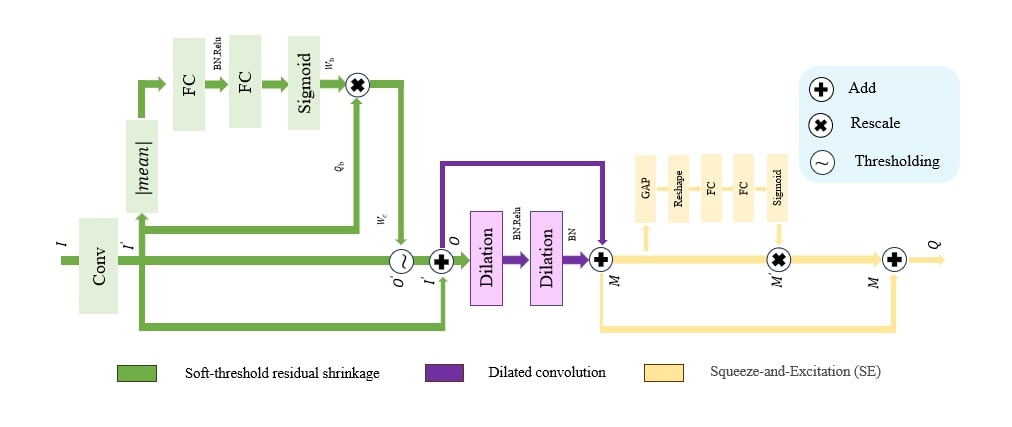 FC
BN,Relu
FC
Sigmoid
W_b
Add
Rescale
Thresholding
|mean|
Q_b
GAP
Reshape
FC
FC
Sigmoid
W_c
I
Conv
I'
O'
I'
O
Dilation
BN,Relu
Dilation
BN
M
M'
M
Q
Soft-threshold residual shrinkage
Dilated convolution
Squeeze-and-Excitation (SE)